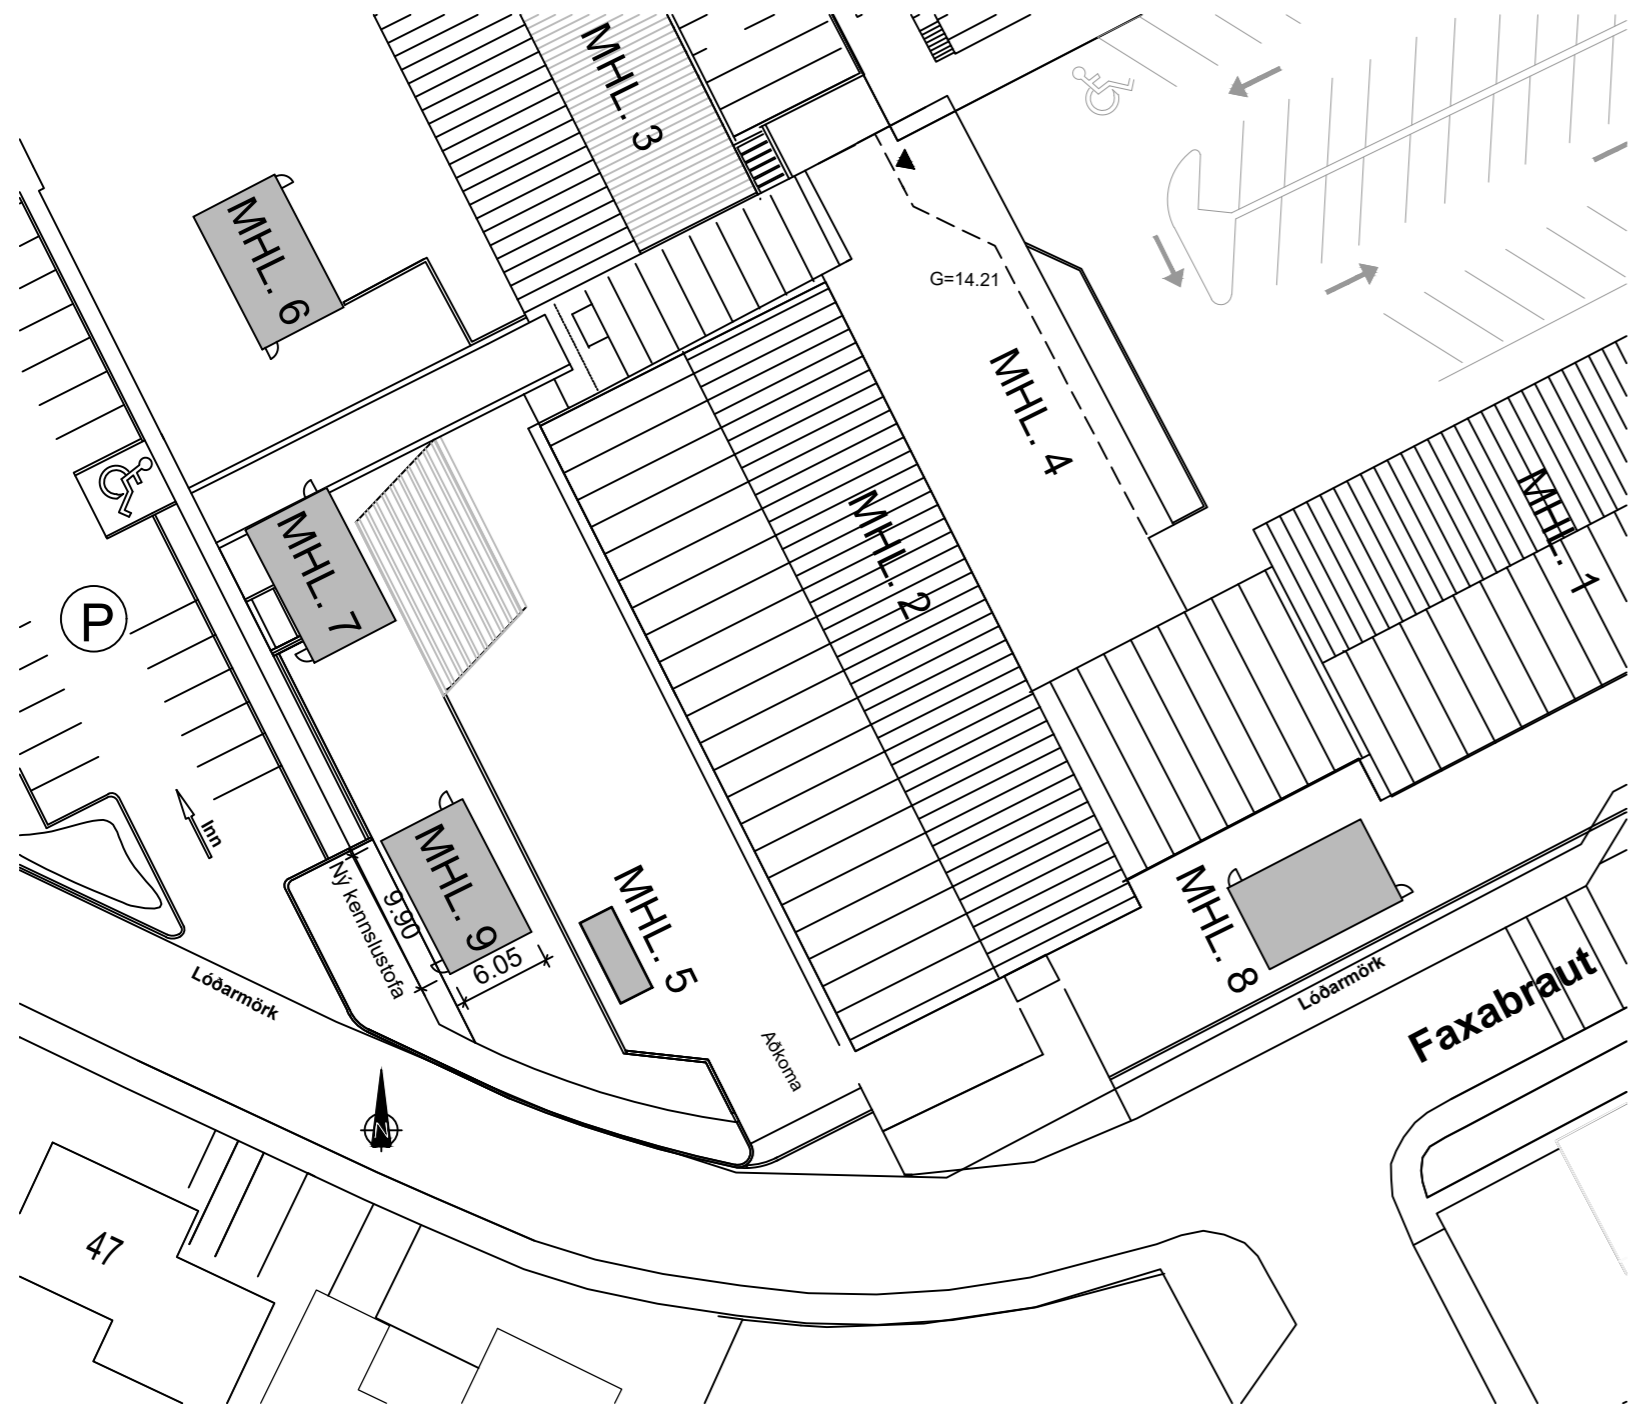 MHL. 3
MHL. 6
G=14.21
MHL. 4
MHL. 1
MHL. 2
MHL. 7
P
Inn
MHL. 9
Ný kennslustofa
9.90
6.05
MHL. 5
MHL. 8
Lóðarmörk
Lóðarmörk
Faxabraut
Aðkoma
N
47